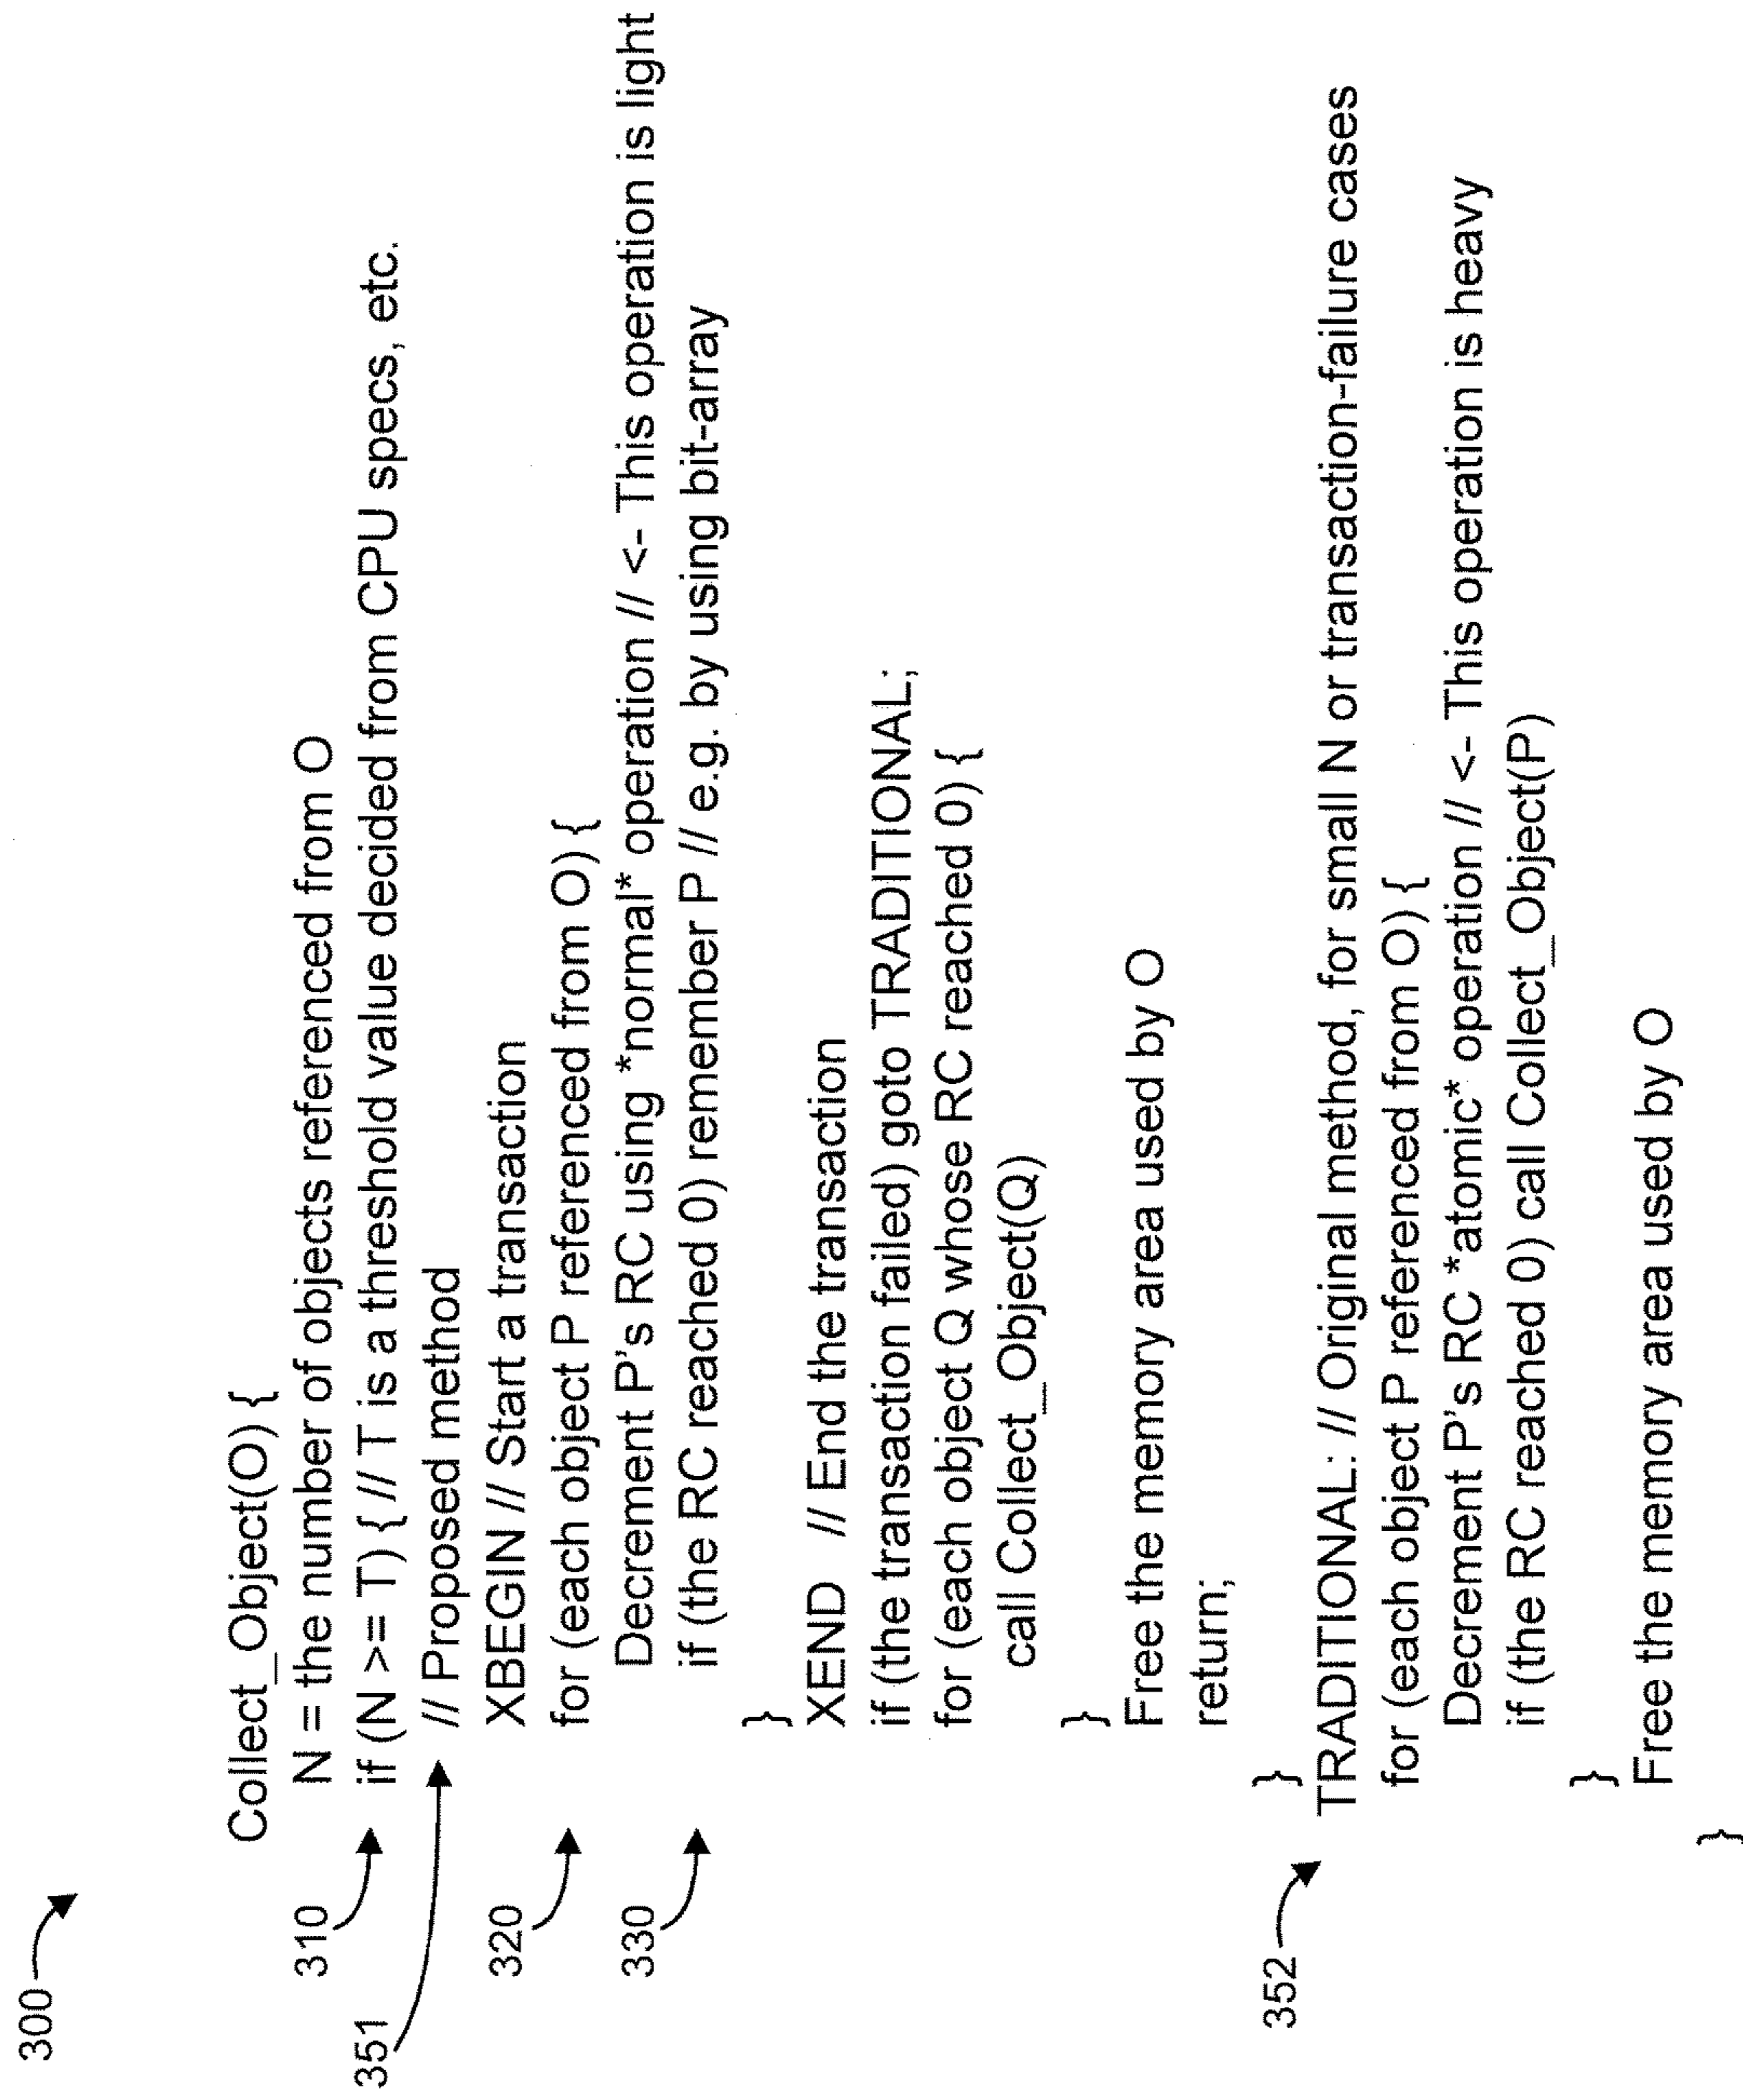 300
Collect_Object(O) {
N = the number of objects referenced from O
310
if (N >= T) { // T is a threshold value decided from CPU specs, etc.
351
// Proposed method
XBEGIN // Start a transaction
320
for (each object P referenced from O) {
Decrement P's RC using *normal* operation // <- This operation is light
330
if (the RC reached 0) remember P // e.g. by using bit-array
}
XEND // End the transaction
if (the transaction failed) goto TRADITIONAL;
for (each object Q whose RC reached 0) {
call Collect_Object(Q)
}
Free the memory area used by O
return;
}
352
TRADITIONAL: // Original method, for small N or transaction-failure cases
for (each object P referenced from O) {
Decrement P's RC *atomic* operation // <- This operation is heavy
if (the RC reached 0) call Collect_Object(P)
}
Free the memory area used by O
}